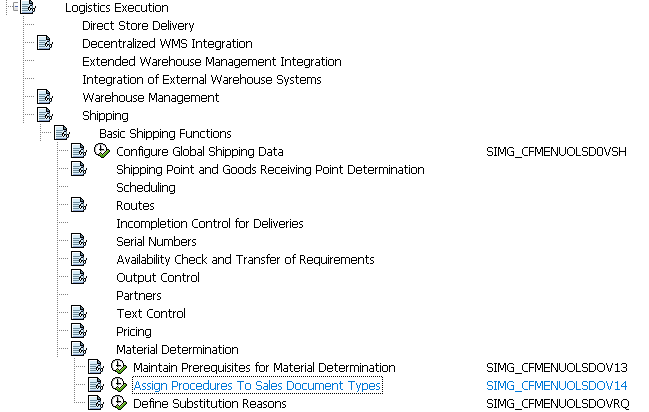 Logistics Execution
Direct Store Delivery
Decentralized WMS Integration
Extended Warehouse Management Integration
Integration of External Warehouse Systems
Warehouse Management
Shipping
Basic Shipping Functions
Configure Global Shipping Data SIMG_CFMENUOLSD0VSH
Shipping Point and Goods Receiving Point Determination
Scheduling
Routes
Incompletion Control for Deliveries
Serial Numbers
Availability Check and Transfer of Requirements
Output Control
Partners
Text Control
Pricing
Material Determination
Maintain Prerequisites for Material Determination SIMG_CFMENUOLSDOV13
Assign Procedures To Sales Document Types SIMG_CFMENUOLSDOV14
Define Substitution Reasons SIMG_CFMENUOLSDOVRQ